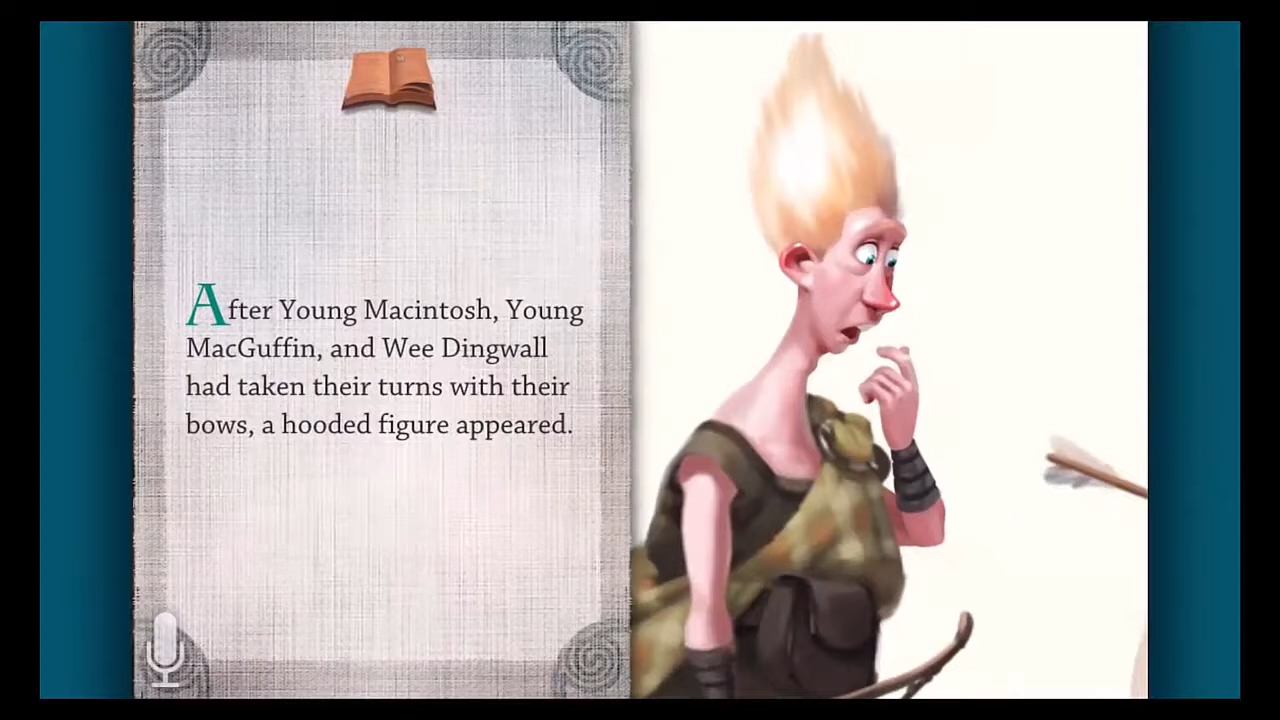 After Young Macintosh, Young
MacGuffin, and Wee Dingwall
had taken their turns with their
bows, a hooded figure appeared.